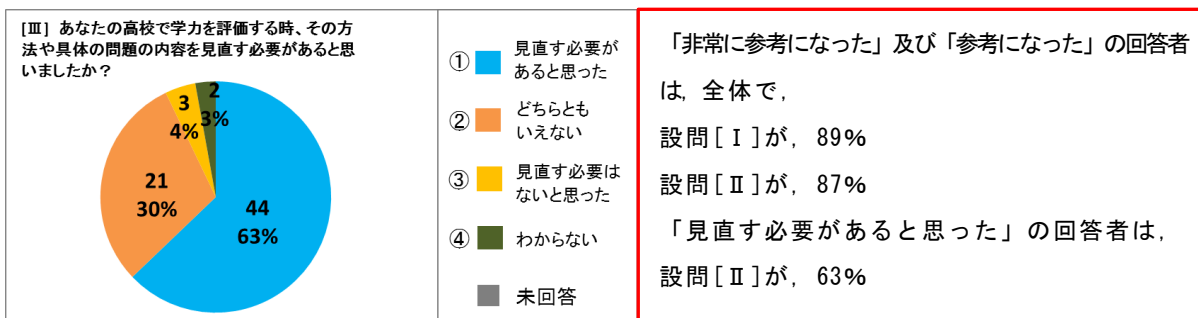 [Ⅲ] あなたの高校で学力を評価する時、その方
法や具体の問題の内容を見直す必要があると思
いましたか？
2
3%
3
4%
21
30%
44
63%
① 見直す必要が
あると思った
② どちらとも
いえない
③ 見直す必要は
ないと思った
④ わからない
未回答
「非常に参考になった」及び「参考になった」の回答者
は，全体で，
設問[Ⅰ]が，89%
設問[Ⅱ]が，87%
「見直す必要があると思った」の回答者は，
設問[Ⅱ]が，63%